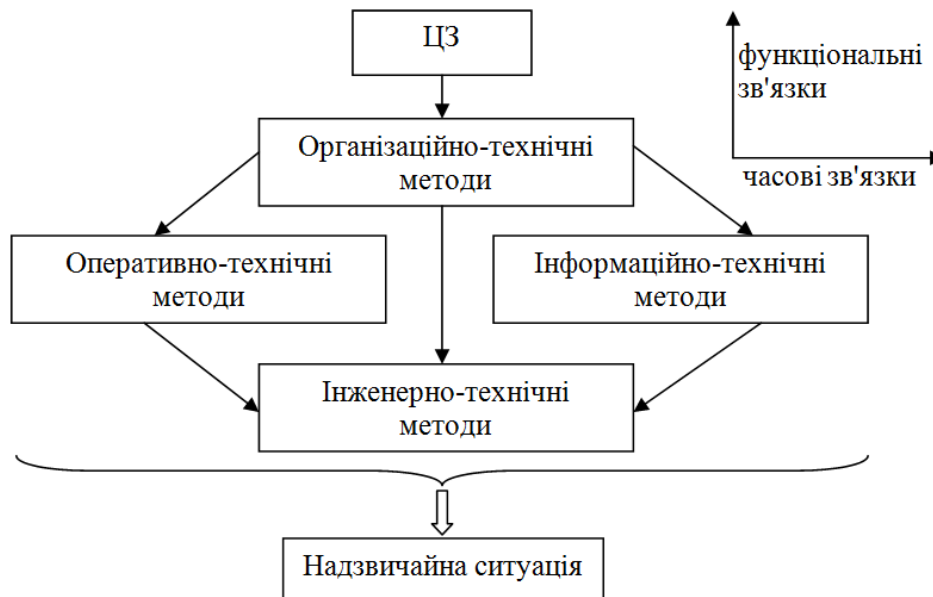 ЦЗ
функціональні
зв'язки
часові зв'язки
Організаційно-технічні
методи
Оперативно-технічні
методи
Інформаційно-технічні
методи
Інженерно-технічні
методи
Надзвичайна ситуація